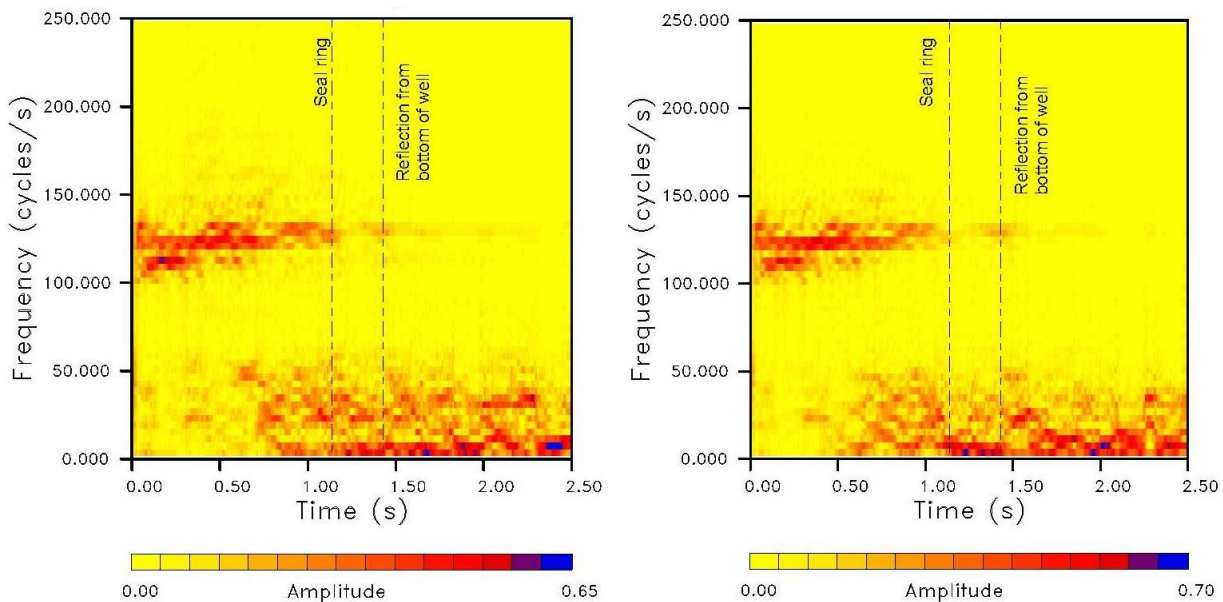 250.000
200.000
150.000
100.000
50.000
0.000
Frequency (cycles/s)
Seal ring
Reflection from
bottom of well
0.00
0.50
1.00
1.50
2.00
2.50
Time (s)
0.00
Amplitude
0.65
250.000
200.000
150.000
100.000
50.000
0.000
Frequency (cycles/s)
Seal ring
Reflection from
bottom of well
0.00
0.50
1.00
1.50
2.00
2.50
Time (s)
0.00
Amplitude
0.70